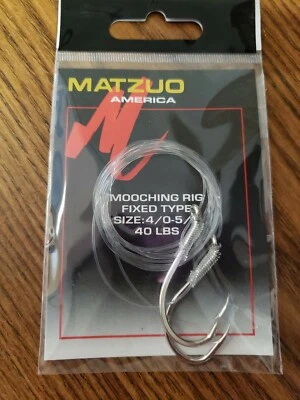 MATZUO
AMERICA
MOOCHING RIG
FIXED TYPE
SIZE:4/0-5/
40 LBS